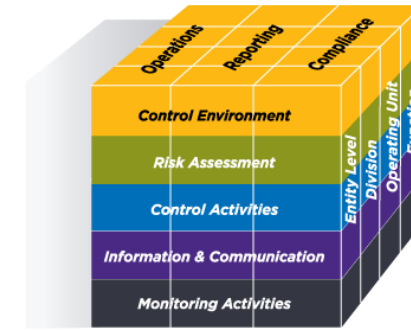 Operations
Reporting
Compliance
Control Environment
Risk Assessment
Control Activities
Information & Communication
Monitoring Activities
Entity Level
Division
Operating Unit